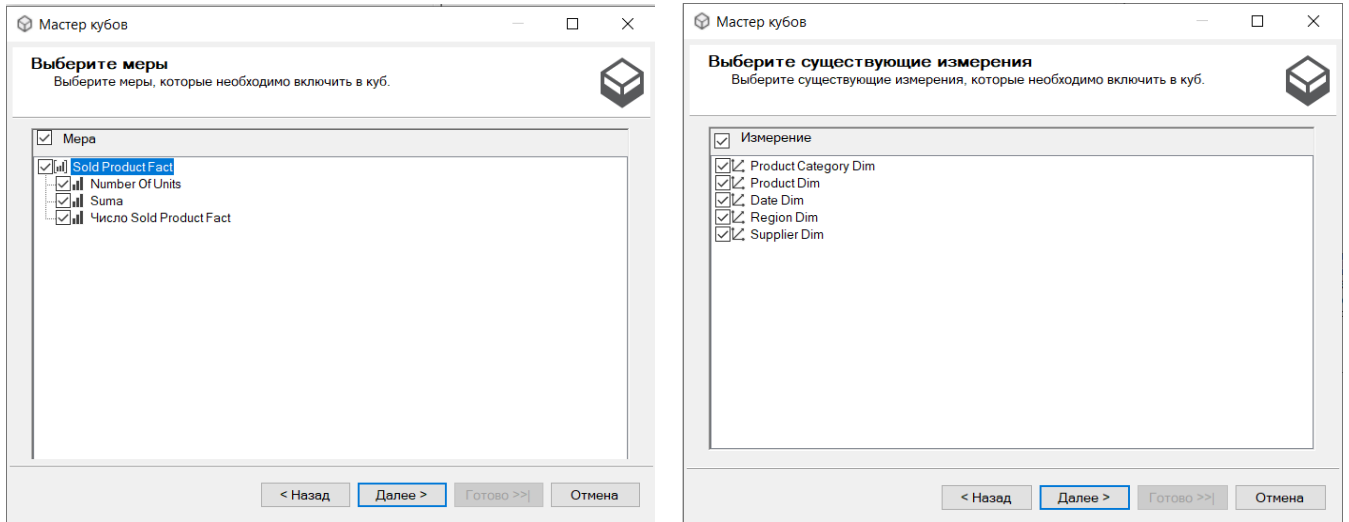 Мастер кубов
Выберите меры
Выберите меры, которые необходимо включить в куб.
Мера
Sold Product Fact
Number Of Units
Suma
Число Sold Product Fact
< Назад
Далее >
Готово >>|
Отмена
Мастер кубов
Выберите существующие измерения
Выберите существующие измерения, которые необходимо включить в куб.
Измерение
Product Category Dim
Product Dim
Date Dim
Region Dim
Supplier Dim
< Назад
Далее >
Готово >>|
Отмена